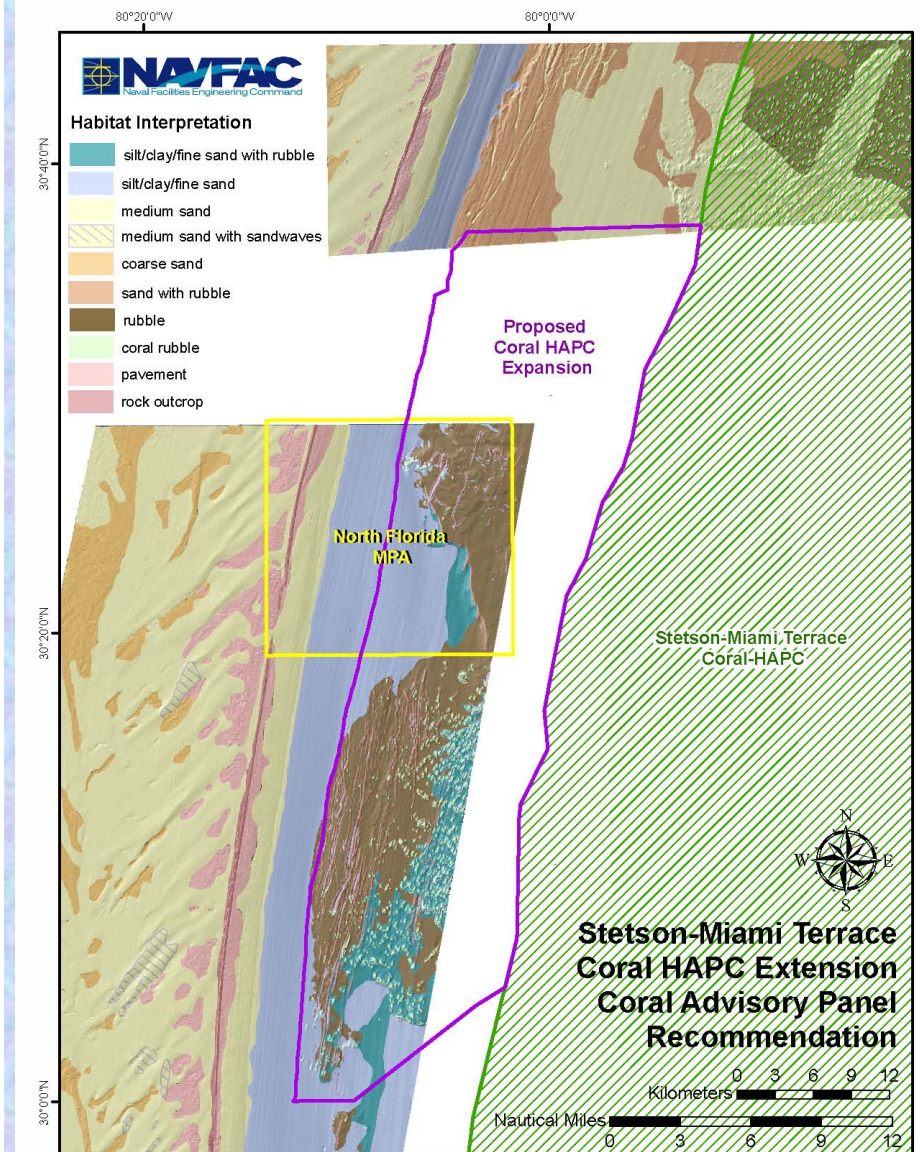 80°20'0"W
80°0'0"W
NAVFAC
Naval Facilities Engineering Command
Habitat Interpretation
silt/clay/fine sand with rubble
silt/clay/fine sand
medium sand
medium sand with sandwaves
coarse sand
sand with rubble
rubble
coral rubble
pavement
rock outcrop
30°40'0"N
Proposed
Coral HAPC
Expansion
North Florida
MPA
30°20'0"N
Stetson-Miami Terrace
Coral-HAPC
N
W
E
S
Stetson-Miami Terrace
Coral HAPC Extension
Coral Advisory Panel
Recommendation
Kilometers 0 3 6 9 12
30°0'0"N
Nautical Miles
0 3 6 9 12